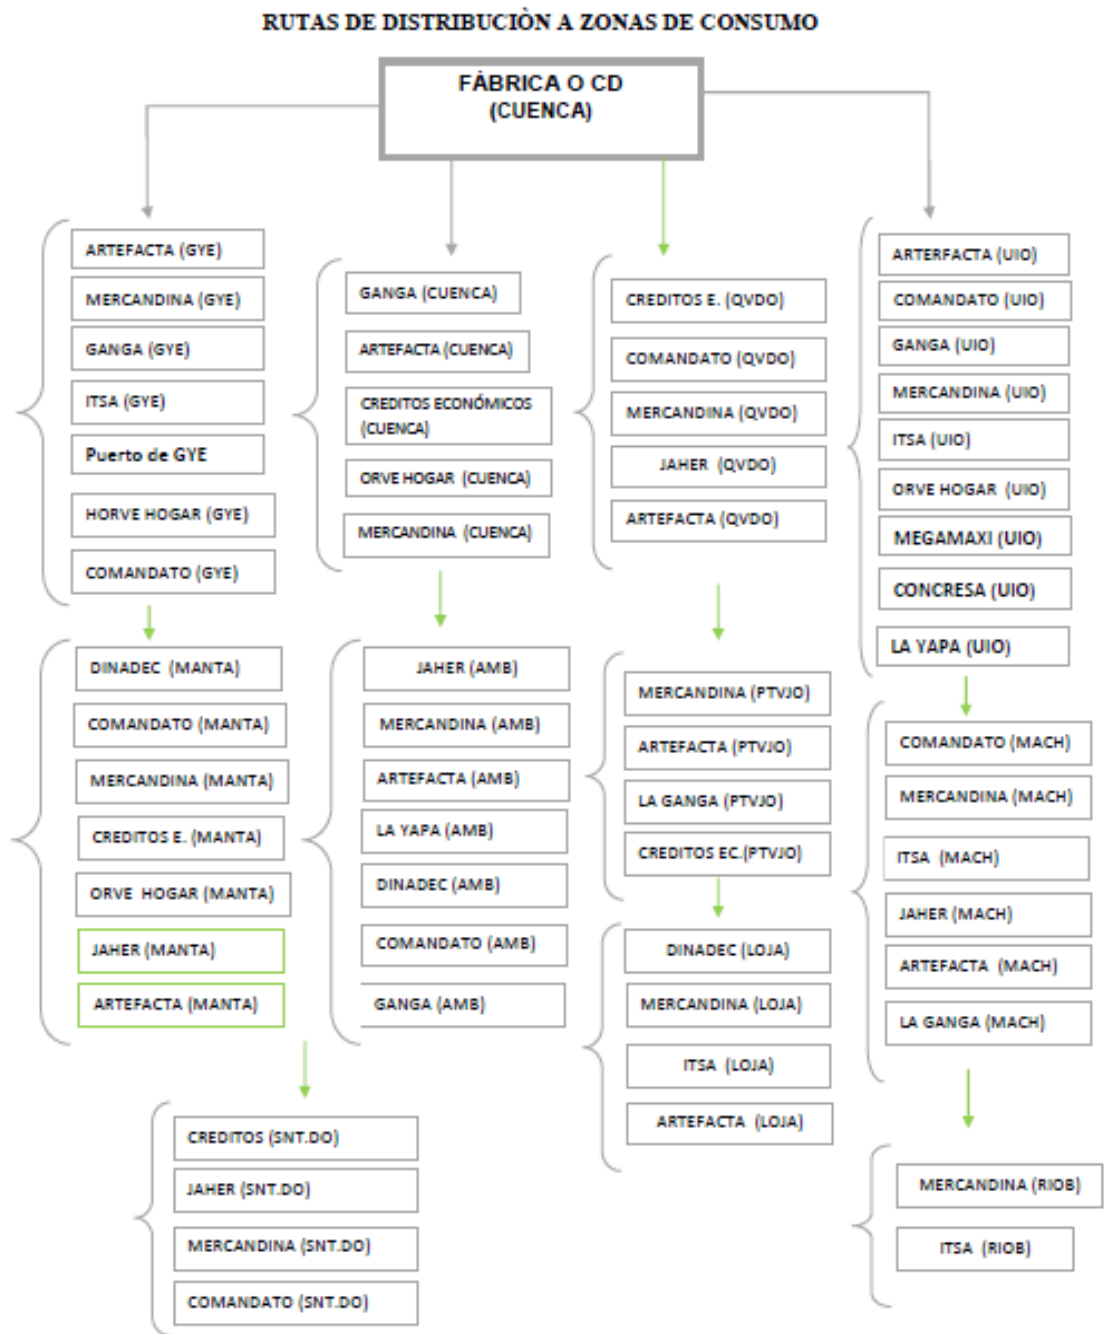 RUTAS DE DISTRIBUCIÒN A ZONAS DE CONSUMO
FÁBRICA O CD
(CUENCA)
ARTEFACTA (GYE)
MERCANDINA (GYE)
GANGA (GYE)
ITSA (GYE)
Puerto de GYE
HORVE HOGAR (GYE)
COMANDATO (GYE)
DINADEC (MANTA)
COMANDATO (MANTA)
MERCANDINA (MANTA)
CREDITOS E. (MANTA)
ORVE HOGAR (MANTA)
JAHER (MANTA)
ARTEFACTA (MANTA)
GANGA (CUENCA)
ARTEFACTA (CUENCA)
CREDITOS ECONÓMICOS
(CUENCA)
ORVE HOGAR (CUENCA)
MERCANDINA (CUENCA)
JAHER (AMB)
MERCANDINA (AMB)
ARTEFACTA (AMB)
LA YAPA (AMB)
DINADEC (AMB)
COMANDATO (AMB)
GANGA (AMB)
CREDITOS (SNT.DO)
JAHER (SNT.DO)
MERCANDINA (SNT.DO)
COMANDATO (SNT.DO)
CREDITOS E. (QVDO)
COMANDATO (QVDO)
MERCANDINA (QVDO)
JAHER (QVDO)
ARTEFACTA (QVDO)
MERCANDINA (PTVJO)
ARTEFACTA (PTVJO)
LA GANGA (PTVJO)
CREDITOS EC.(PTVJO)
DINADEC (LOJA)
MERCANDINA (LOJA)
ITSA (LOJA)
ARTEFACTA (LOJA)
ARTERFACTA (UIO)
COMANDATO (UIO)
GANGA (UIO)
MERCANDINA (UIO)
ITSA (UIO)
ORVE HOGAR (UIO)
MEGAMAXI (UIO)
CONCRESA (UIO)
LA YAPA (UIO)
COMANDATO (MACH)
MERCANDINA (MACH)
ITSA (MACH)
JAHER (MACH)
ARTEFACTA (MACH)
LA GANGA (MACH)
MERCANDINA (RIOB)
ITSA (RIOB)